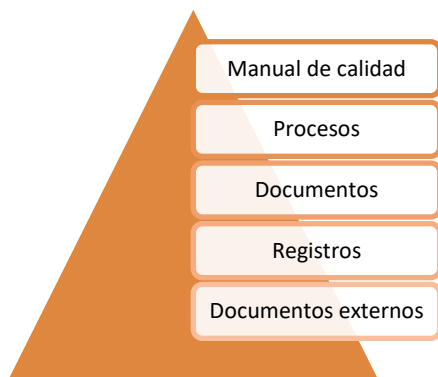 Manual de calidad
Procesos
Documentos
Registros
Documentos externos